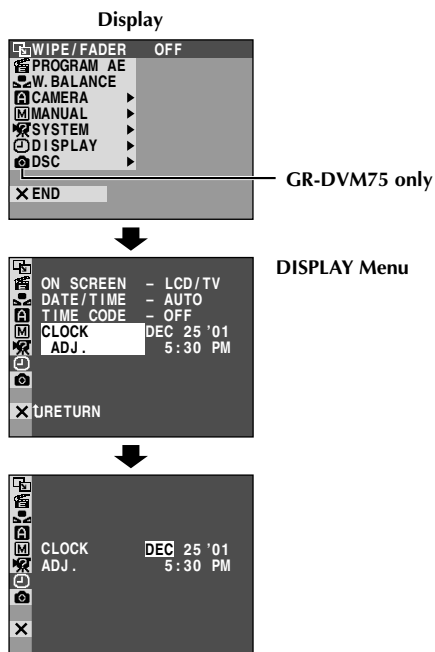 Display
WIPE/FADER OFF
PROGRAM AE
W. BALANCE
A CAMERA
M MANUAL
SYSTEM
DISPLAY
DSC
× END
GR-DVM75 only
DISPLAY Menu
ON SCREEN – LCD/TV
DATE/TIME – AUTO
TIME CODE – OFF
CLOCK DEC 25 '01
ADJ. 5:30 PM
A
M
× RETURN
CLOCK DEC 25 '01
ADJ. 5:30 PM
A
M
×